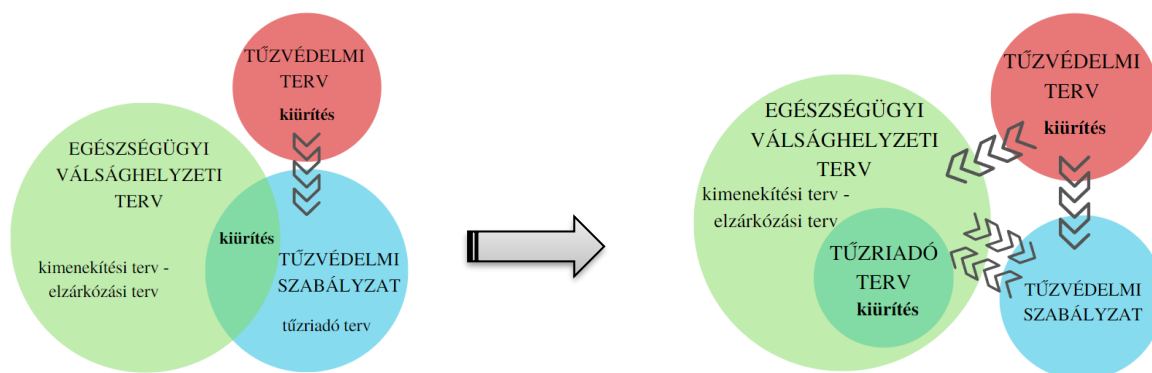 TŰZVÉDELMI
TERV
kiürítés
EGÉSZSÉGÜGYI
VÁLSÁGHELYZETI
TERV
kiürítés
kimenekítési terv -
elzárkózási terv
TŰZVÉDELMI
SZABÁLYZAT
tűzriadó terv
TŰZVÉDELMI
TERV
kiürítés
EGÉSZSÉGÜGYI
VÁLSÁGHELYZETI
TERV
kimenekítési terv -
elzárkózási terv
TŰZRIADÓ
TERV
kiürítés
TŰZVÉDELMI
SZABÁLYZAT